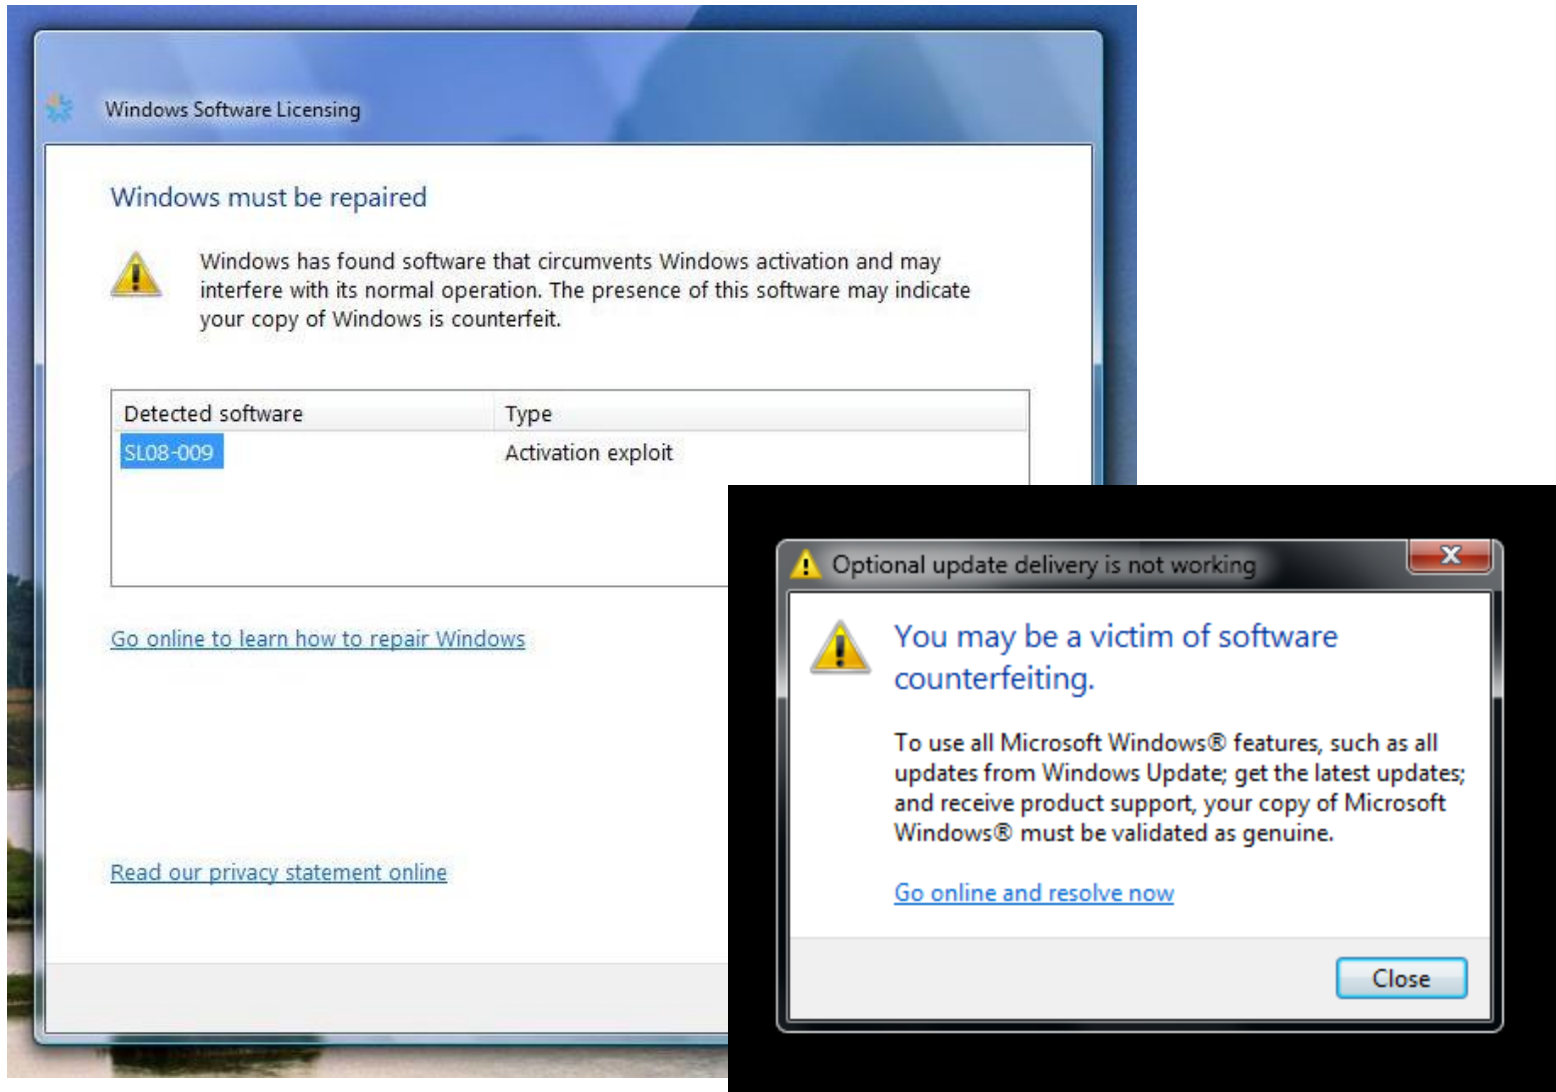 Windows Software Licensing
Windows must be repaired
Windows has found software that circumvents Windows activation and may
interfere with its normal operation. The presence of this software may indicate
your copy of Windows is counterfeit.
Detected software Type
SL08-009 Activation exploit
Go online to learn how to repair Windows
Read our privacy statement online
Optional update delivery is not working
You may be a victim of software
counterfeiting.
To use all Microsoft Windows® features, such as all
updates from Windows Update; get the latest updates;
and receive product support, your copy of Microsoft
Windows® must be validated as genuine.
Go online and resolve now
Close